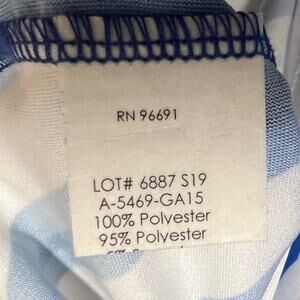 RN 96691
LOT# 6887 S19
A-5469-GA15
100% Polyester
95% Polyester